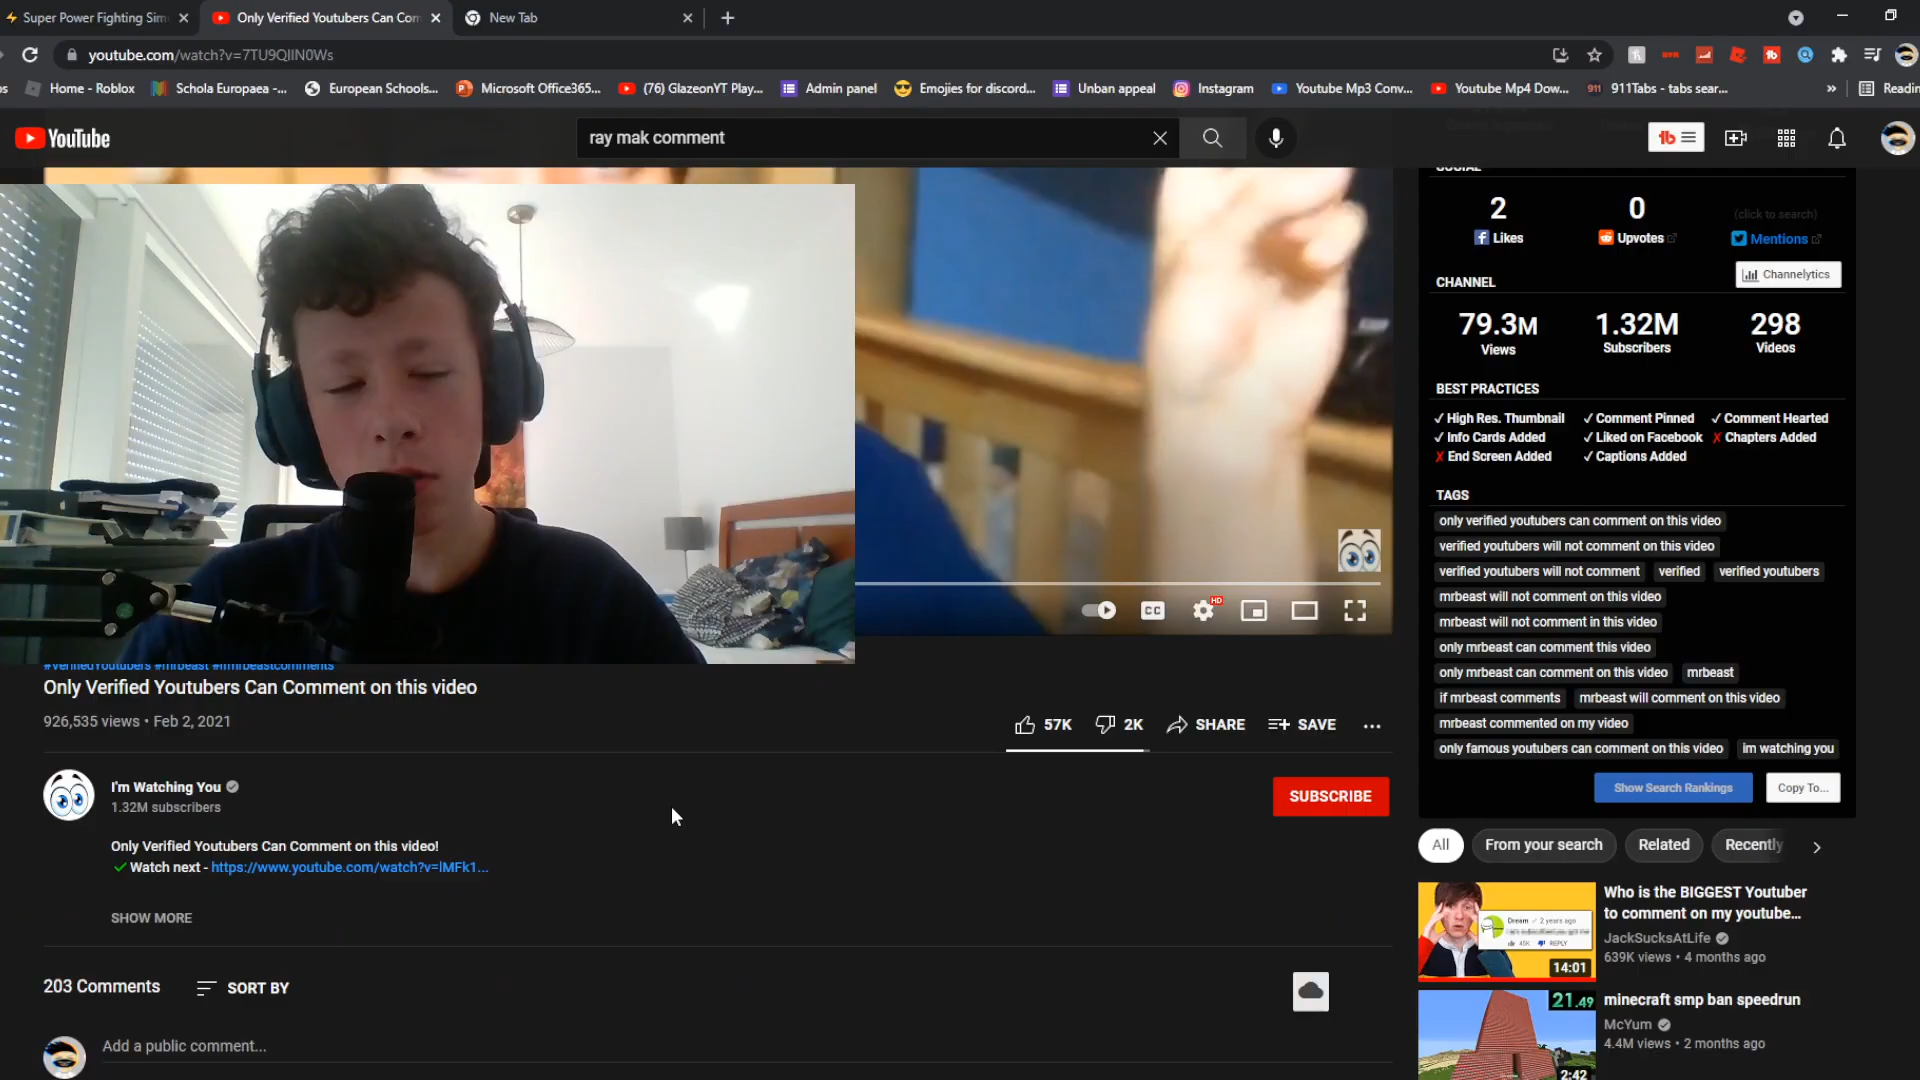 Super Power Fighting Sim
Only Verified Youtubers Can Com
New Tab
youtube.com/watch?v=7TU9QIIN0Ws
Home - Roblox
Schola Europaea -...
European Schools...
Microsoft Office365...
(76) GlazeonYT Play...
Admin panel
Emojies for discord...
Unban appeal
Instagram
Youtube Mp3 Conv...
Youtube Mp4 Dow...
911Tabs - tabs sear...
»
Readin
YouTube
ray mak comment
SOCIAL
2
0
(click to search)
Likes
Upvotes
Mentions
CHANNEL
Channelytics
79.3M
1.32M
298
Views
Subscribers
Videos
BEST PRACTICES
✓ High Res. Thumbnail
✓ Comment Pinned
✓ Comment Hearted
✓ Info Cards Added
✓ Liked on Facebook
✗ Chapters Added
✗ End Screen Added
✓ Captions Added
TAGS
only verified youtubers can comment on this video
verified youtubers will not comment on this video
verified youtubers will not comment
verified
verified youtubers
mrbeast will not comment on this video
mrbeast will not comment in this video
only mrbeast can comment this video
only mrbeast can comment on this video
mrbeast
if mrbeast comments
mrbeast will comment on this video
mrbeast commented on my video
only famous youtubers can comment on this video
im watching you
Show Search Rankings
Copy To...
CC
HD
#VerifiedYoutubers #mrbeast #ifmrbeastcomments
Only Verified Youtubers Can Comment on this video
926,535 views • Feb 2, 2021
57K
2K
SHARE
SAVE
...
I'm Watching You
1.32M subscribers
SUBSCRIBE
Only Verified Youtubers Can Comment on this video!
✓ Watch next - https://www.youtube.com/watch?v=lMFk1...
SHOW MORE
203 Comments
SORT BY
Add a public comment...
All
From your search
Related
Recently
Who is the BIGGEST Youtuber
to comment on my youtube...
JackSucksAtLife
639K views • 4 months ago
Dream
2 years ago
45K
REPLY
14:01
minecraft smp ban speedrun
McYum
4.4M views • 2 months ago
21.49
2:42